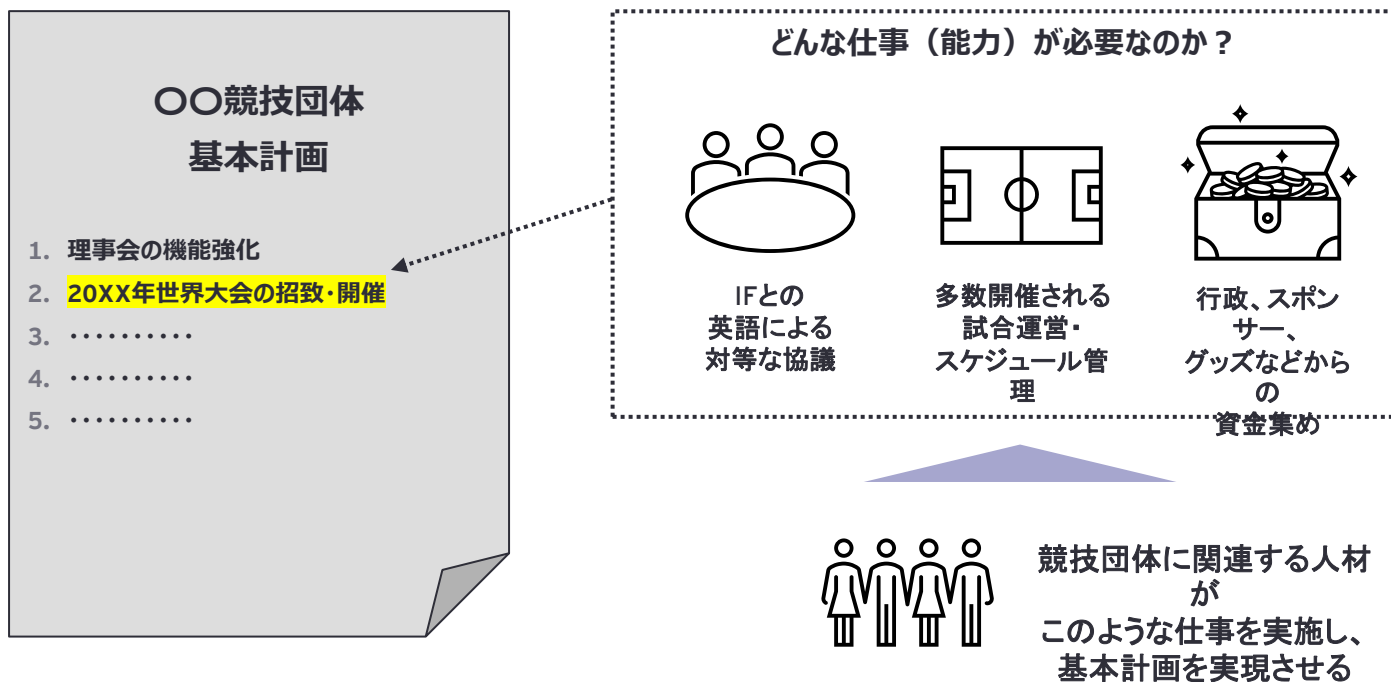 〇〇競技団体
基本計画
1. 理事会の機能強化
2. 20XX年世界大会の招致・開催
3. ・・・・・・・・・・
4. ・・・・・・・・・・
5. ・・・・・・・・・・
どんな仕事（能力）が必要なのか？
IFとの
英語による
対等な協議
多数開催される
試合運営・
スケジュール管
理
行政、スポン
サー、
グッズなどから
の
資金集め
競技団体に関連する人材
が
このような仕事を実施し、
基本計画を実現させる